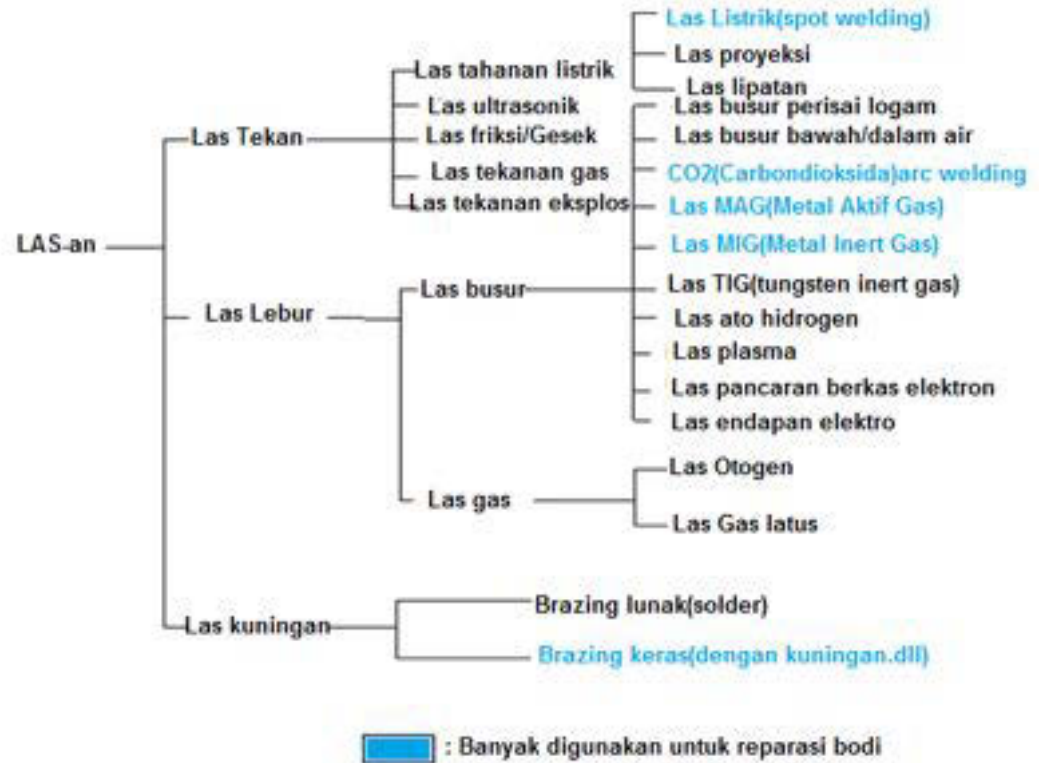 LAS-an
Las Tekan
Las tahanan listrik
Las Listrik(spot welding)
Las proyeksi
Las lipatan
Las ultrasonik
Las friksi/Gesek
Las tekanan gas
Las tekanan eksplos
Las Lebur
Las busur
Las busur perisai logam
Las busur bawah/dalam air
CO2(Carbondioksida)arc welding
Las MAG(Metal Aktif Gas)
Las MIG(Metal Inert Gas)
Las TIG(tungsten inert gas)
Las ato hidrogen
Las plasma
Las pancaran berkas elektron
Las endapan elektro
Las gas
Las Otogen
Las Gas latus
Las kuningan
Brazing lunak(solder)
Brazing keras(dengan kuningan.dll)
: Banyak digunakan untuk reparasi bodi